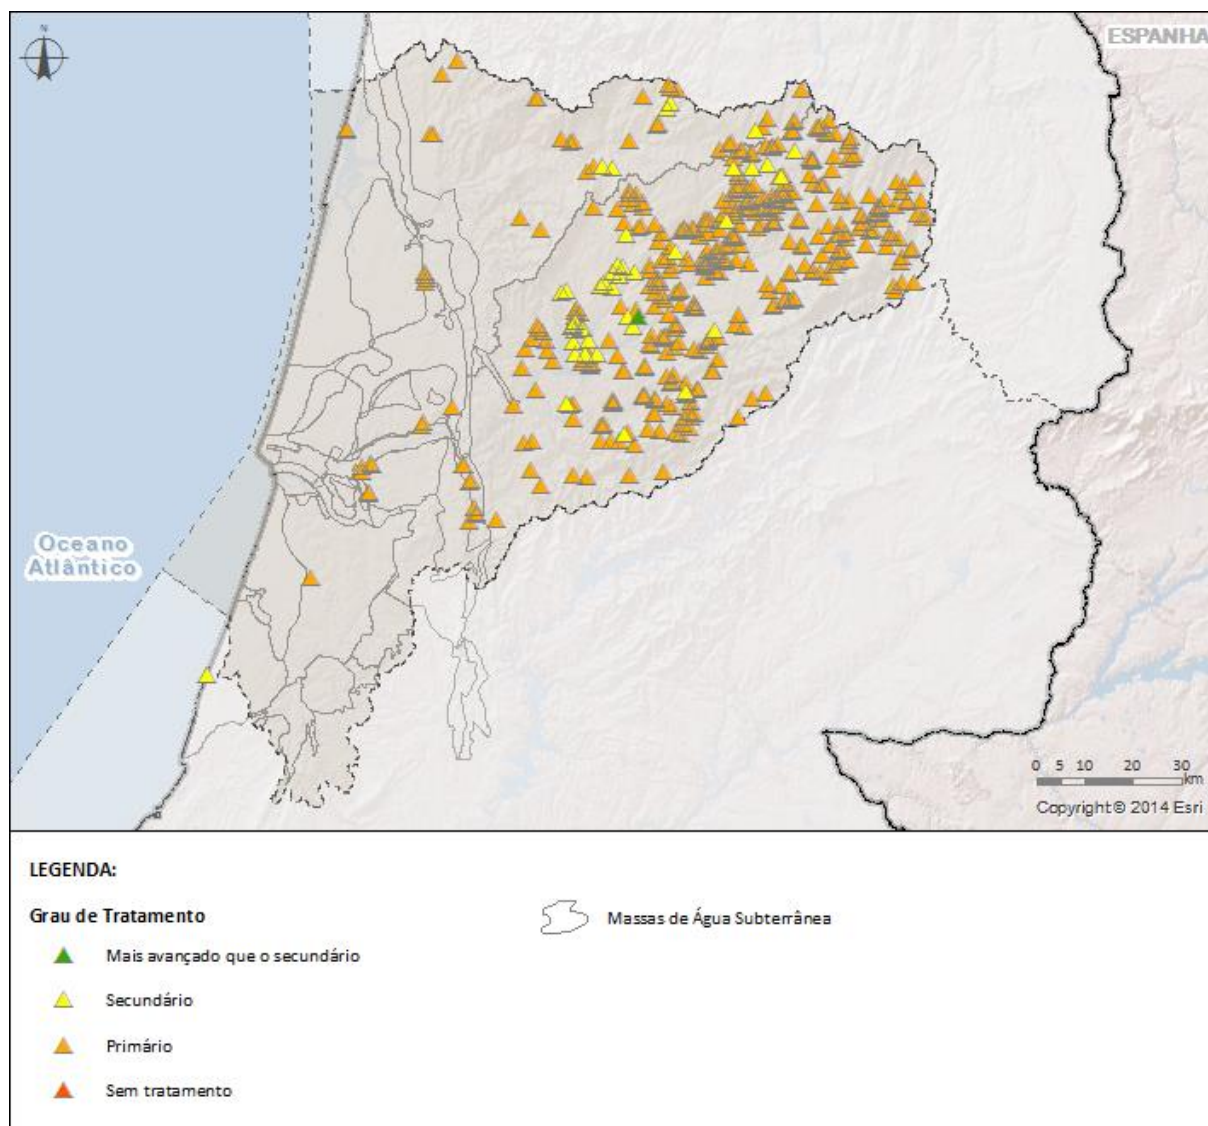 N
ESPANHA
Oceano
Atlântico
0 5 10 20 30
km
Copyright© 2014 Esri
LEGENDA:
Grau de Tratamento
Massas de Água Subterrânea
Mais avançado que o secundário
Secundário
Primário
Sem tratamento